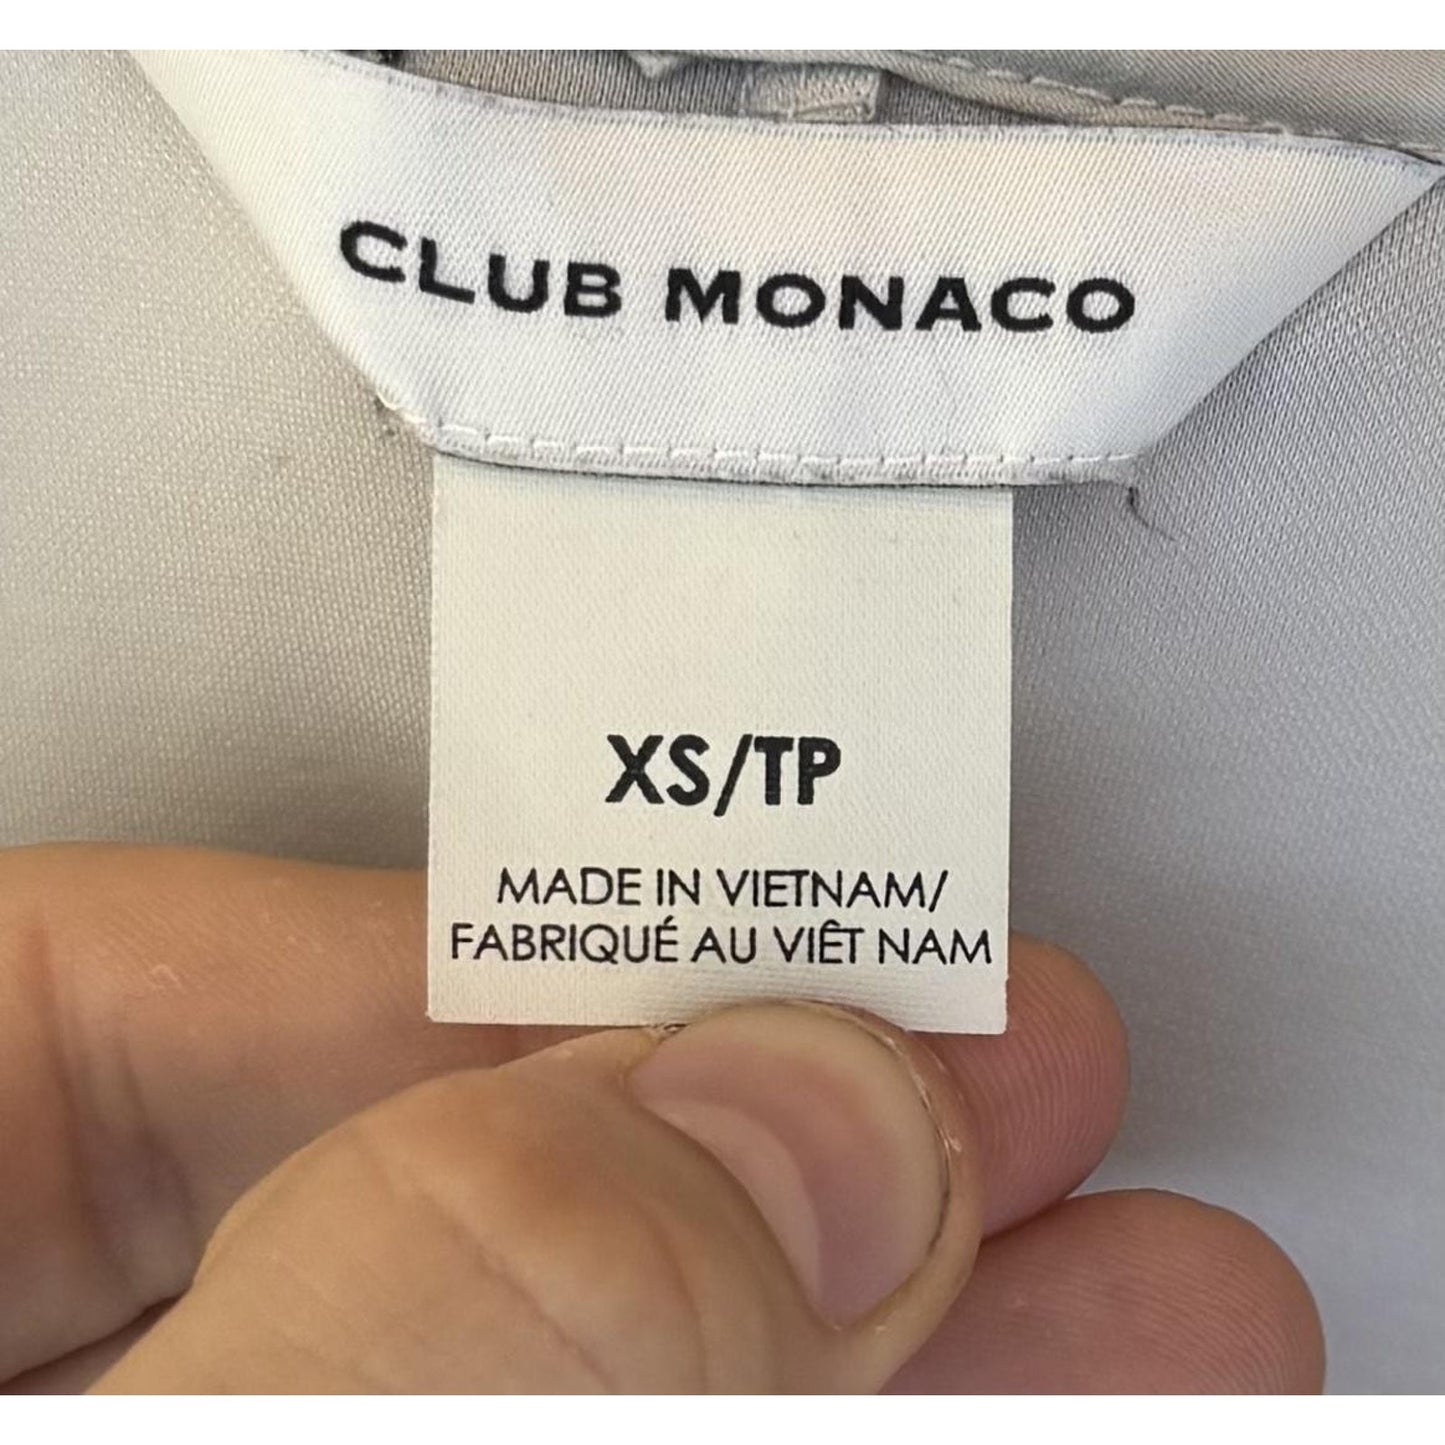 CLUB MONACO
XS/TP
MADE IN VIETNAM/
FABRIQUÉ AU VIÊT NAM